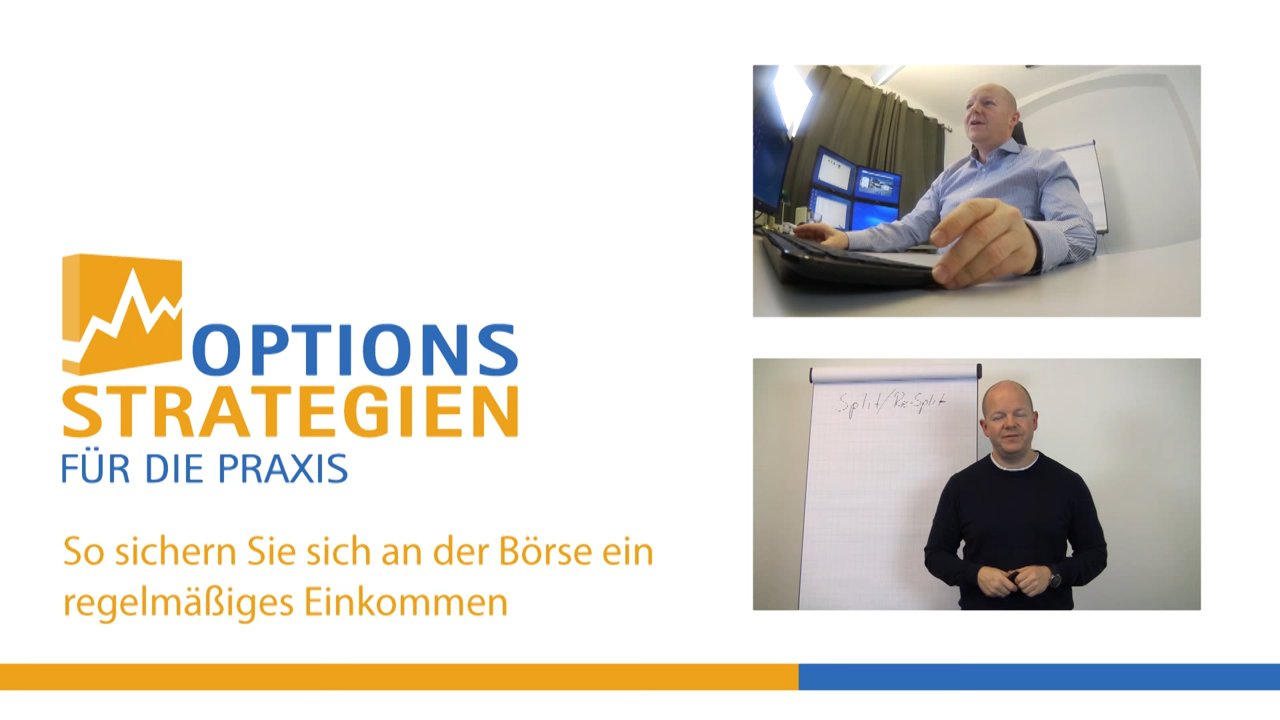 OPTIONS
STRATEGIEN
FÜR DIE PRAXIS
So sichern Sie sich an der Börse ein
regelmäßiges Einkommen
Split/Re-Split